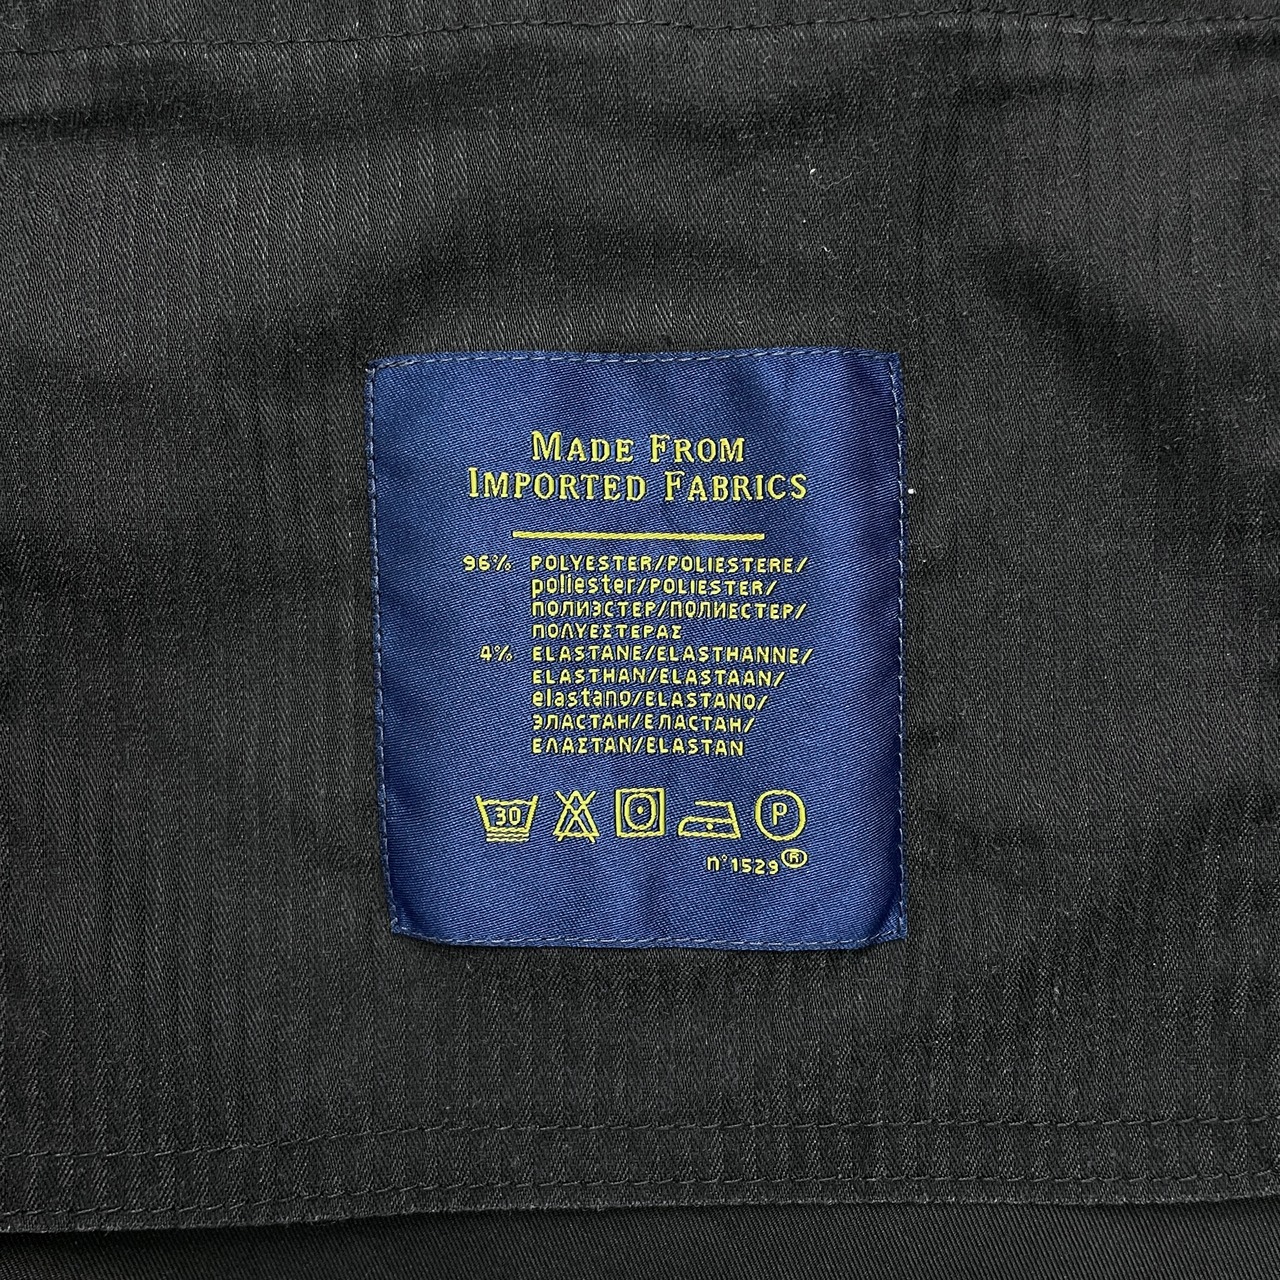 MADE FROM
IMPORTED FABRICS
96% POLYESTER/POLIESTERE/
poliéster/POLIESTER/
ПОЛИЭСТЕР/ПОЛИЕСТЕР/
ΠΟΛΥΕΣΤΕΡΑΣ
4% ELASTANE/ELASTHANNE/
ELASTHAN/ELASTAAN/
elastano/ELASTANO/
ЭЛАСТАН/ЕЛАСТАН/
ΕΛΑΣΤΑΝ/ELASTAN
30 P
n°1529®